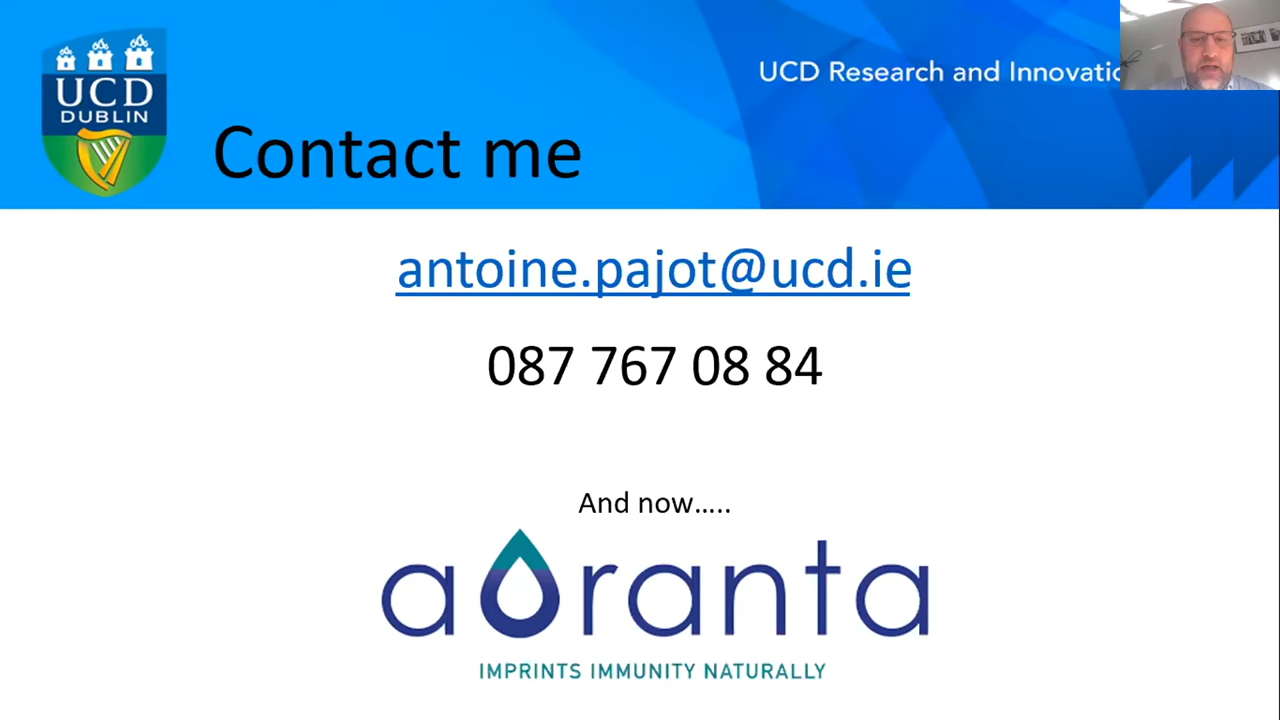 UCD
DUBLIN
UCD Research and Innovatio
Contact me
antoine.pajot@ucd.ie
087 767 08 84
And now.....
aoranta
IMPRINTS IMMUNITY NATURALLY